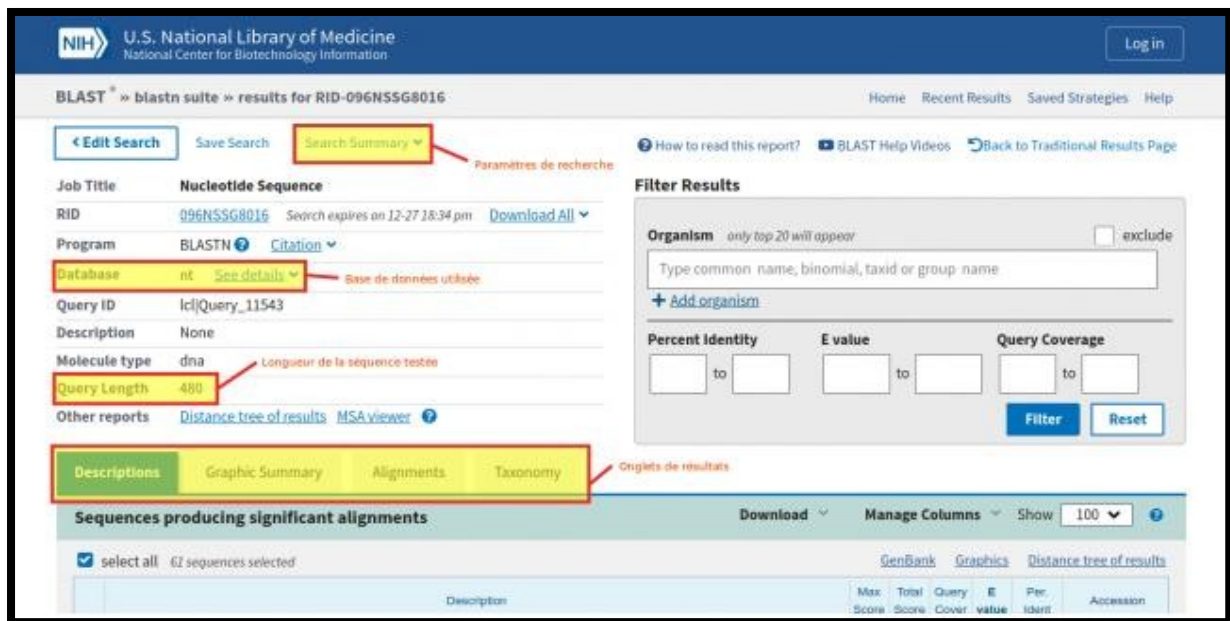 NIH
U.S. National Library of Medicine
National Center for Biotechnology Information
Log in
BLAST ® » blastn suite » results for RID-096NSSG8016
Home Recent Results Saved Strategies Help
< Edit Search Save Search Search Summary
Paramètres de recherche
How to read this report? BLAST Help Videos Back to Traditional Results Page
Job Title Nucleotide Sequence
RID 096NSSG8016 Search expires on 12-27 18:34 pm Download All
Program BLASTN Citation
Database nt See details
Base de données utilisée
Query ID lcl|Query_11543
Description None
Molecule type dna
Longueur de la séquence testée
Query Length 480
Other reports Distance tree of results MSA viewer
Filter Results
Organism only top 20 will appear exclude
Type common name, binomial, taxid or group name
+ Add organism
Percent Identity E value Query Coverage
to to to
Filter Reset
Descriptions Graphic Summary Alignments Taxonomy
Onglets de résultats
Sequences producing significant alignments Download Manage Columns Show 100
select all 61 sequences selected GenBank Graphics Distance tree of results
Description Max Score Total Score Query Cover E value Per. Ident Accession